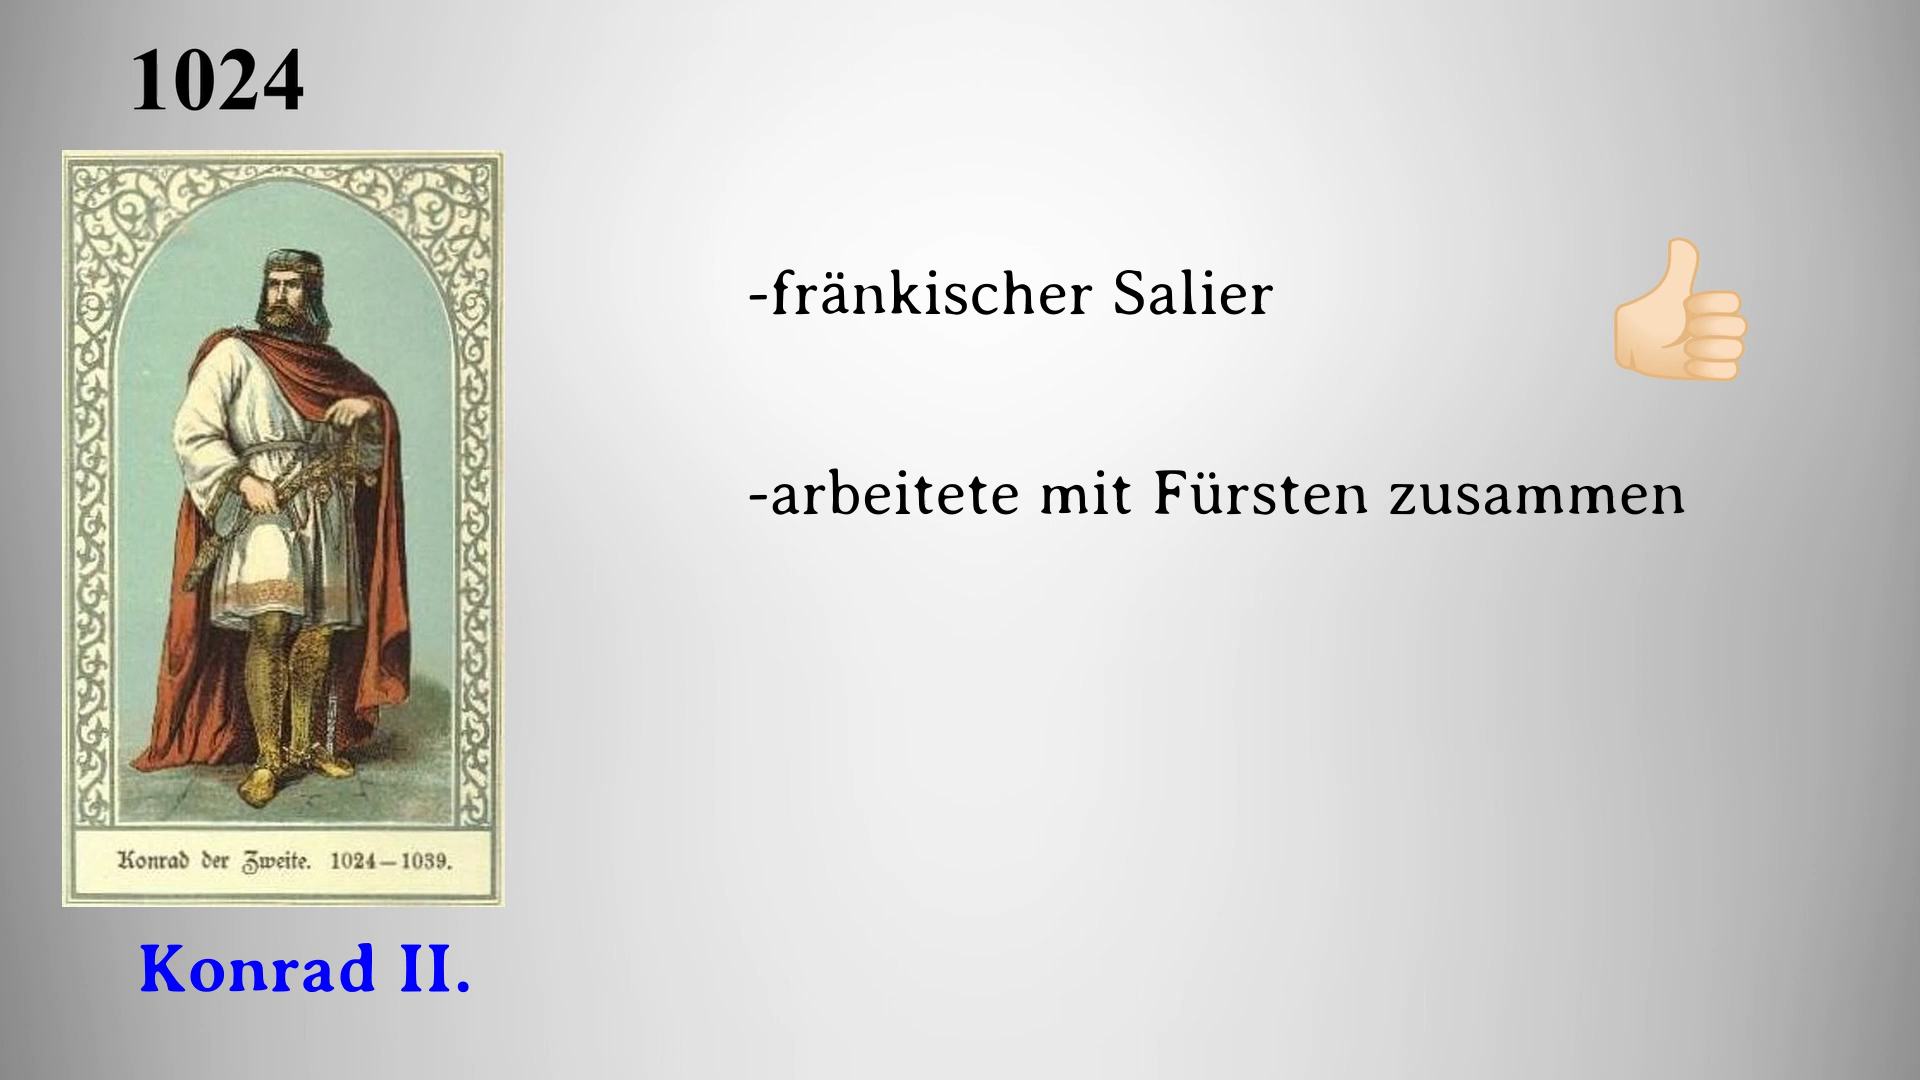 1024
-fränkischer Salier
-arbeitete mit Fürsten zusammen
Konrad der Zweite. 1024–1039.
Konrad II.